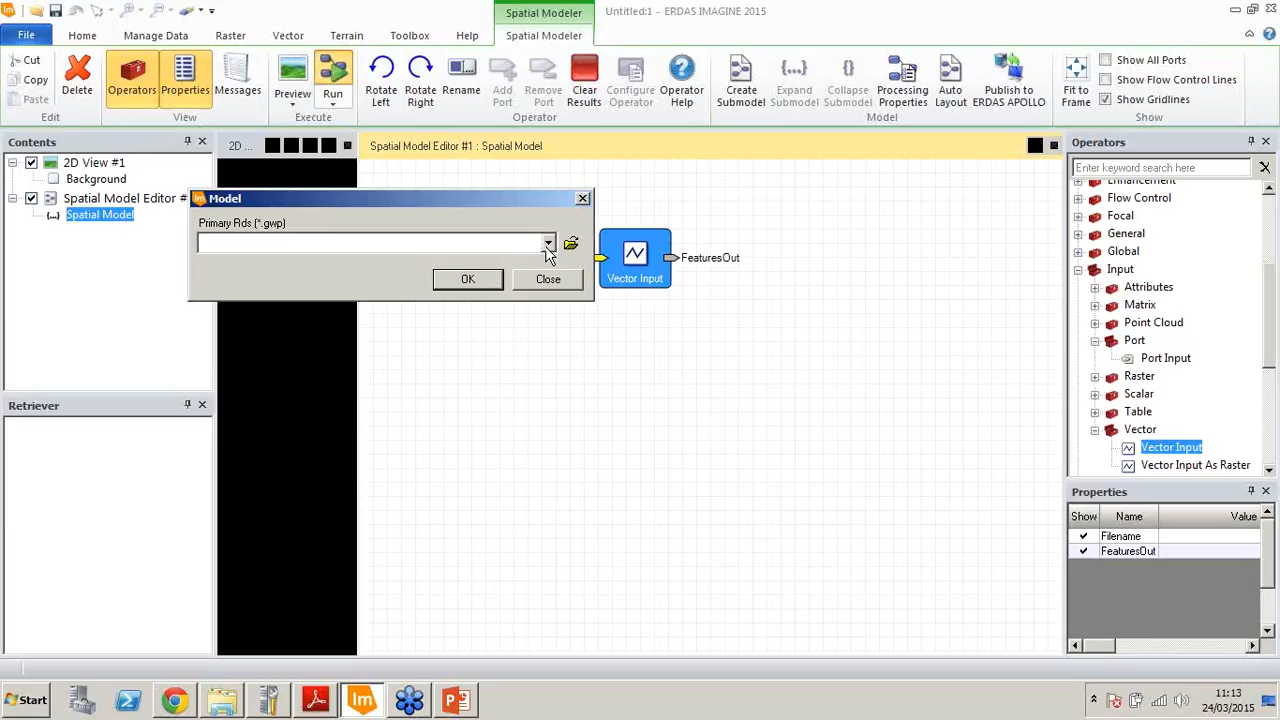 Spatial Modeler
Untitled:1 - ERDAS IMAGINE 2015
File
Home
Manage Data
Raster
Vector
Terrain
Toolbox
Help
Spatial Modeler
Cut
Copy
Paste
Delete
Operators
Properties
Messages
Preview
Run
Rotate Left
Rotate Right
Rename
Add Port
Remove Port
Clear Results
Configure Operator
Operator Help
Create Submodel
Expand Submodel
Collapse Submodel
Processing Properties
Auto Layout
Publish to ERDAS APOLLO
Fit to Frame
Show All Ports
Show Flow Control Lines
Show Gridlines
Edit
View
Execute
Operator
Model
Show
Contents
2D View #1
Background
Spatial Model Editor #
Spatial Model
2D ...
Spatial Model Editor #1 : Spatial Model
Model
Primary Rds (*.gwp)
OK
Close
Vector Input
FeaturesOut
Retriever
Operators
Enter keyword search here
Enhancement
Flow Control
Focal
General
Global
Input
Attributes
Matrix
Point Cloud
Port
Port Input
Raster
Scalar
Table
Vector
Vector Input
Vector Input As Raster
Properties
Show
Name
Value
Filename
FeaturesOut
Start
Im
11:13
24/03/2015